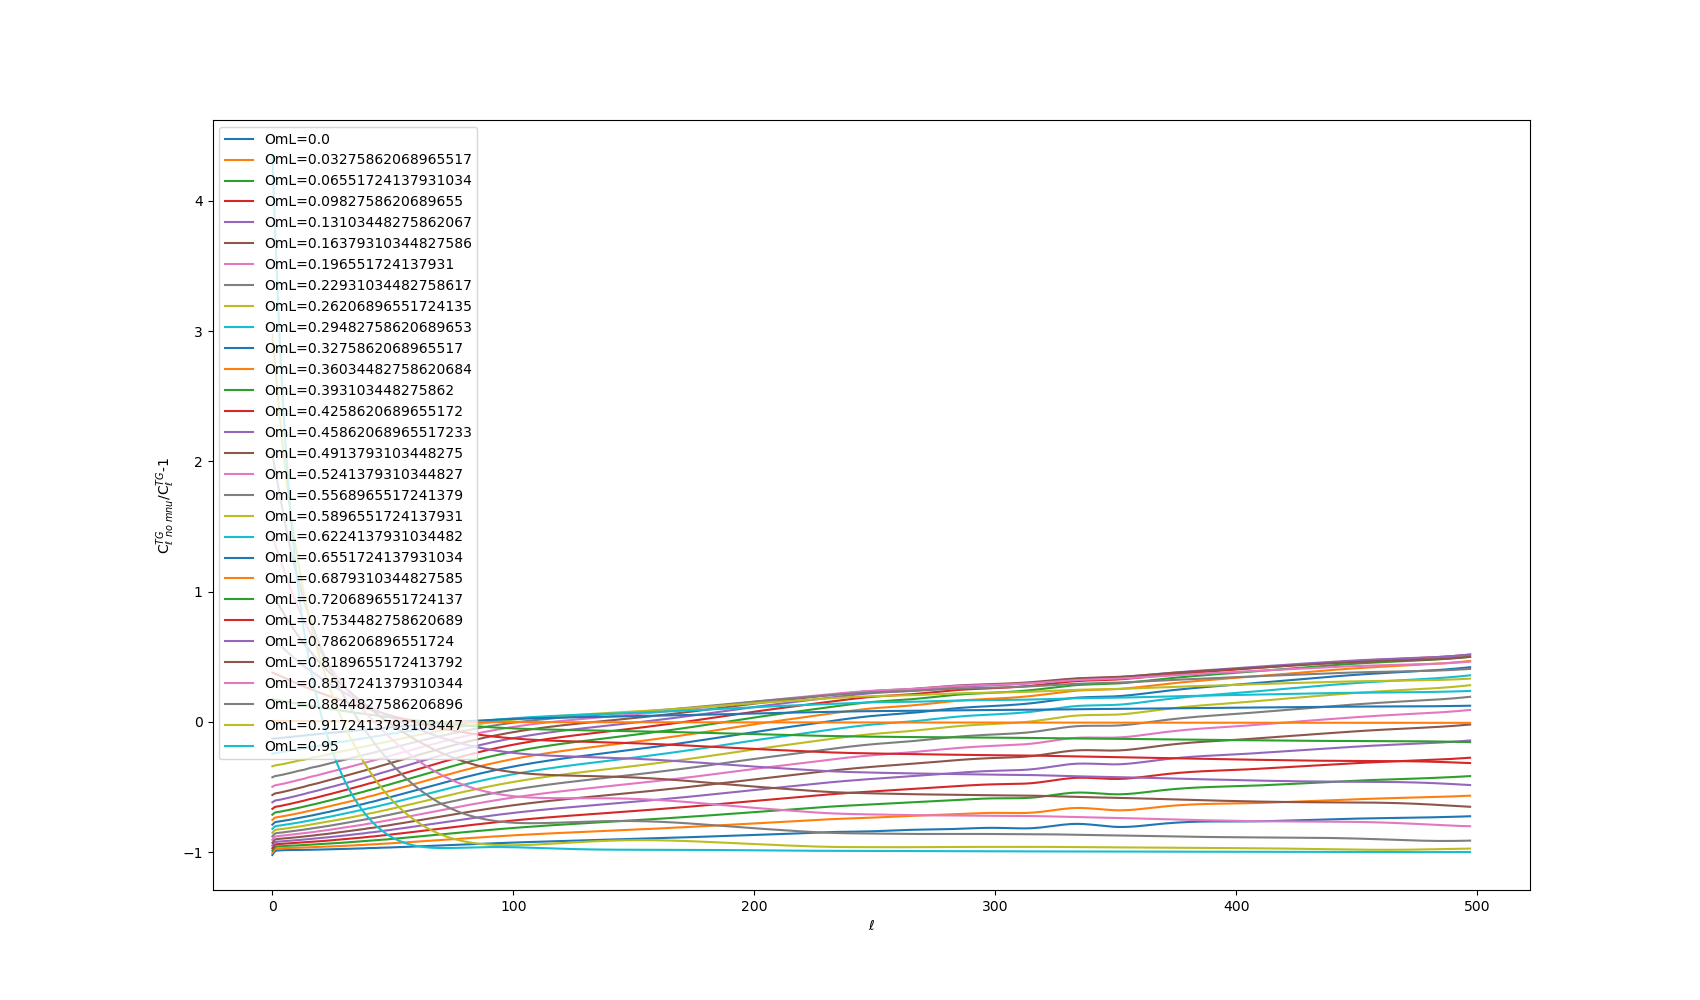 OmL=0.0
OmL=0.03275862068965517
OmL=0.06551724137931034
OmL=0.0982758620689655
OmL=0.13103448275862067
OmL=0.16379310344827586
OmL=0.196551724137931
OmL=0.22931034482758617
OmL=0.26206896551724135
OmL=0.29482758620689653
OmL=0.3275862068965517
OmL=0.36034482758620684
OmL=0.393103448275862
OmL=0.4258620689655172
OmL=0.45862068965517233
OmL=0.4913793103448275
OmL=0.5241379310344827
OmL=0.5568965517241379
OmL=0.5896551724137931
OmL=0.6224137931034482
OmL=0.6551724137931034
OmL=0.6879310344827585
OmL=0.7206896551724137
OmL=0.7534482758620689
OmL=0.786206896551724
OmL=0.8189655172413792
OmL=0.8517241379310344
OmL=0.8844827586206896
OmL=0.9172413793103447
OmL=0.95
4
3
2
1
0
−1
C_ℓ no mnu^TG/C_ℓ^TG-1
0 100 200 300 400 500
ℓ